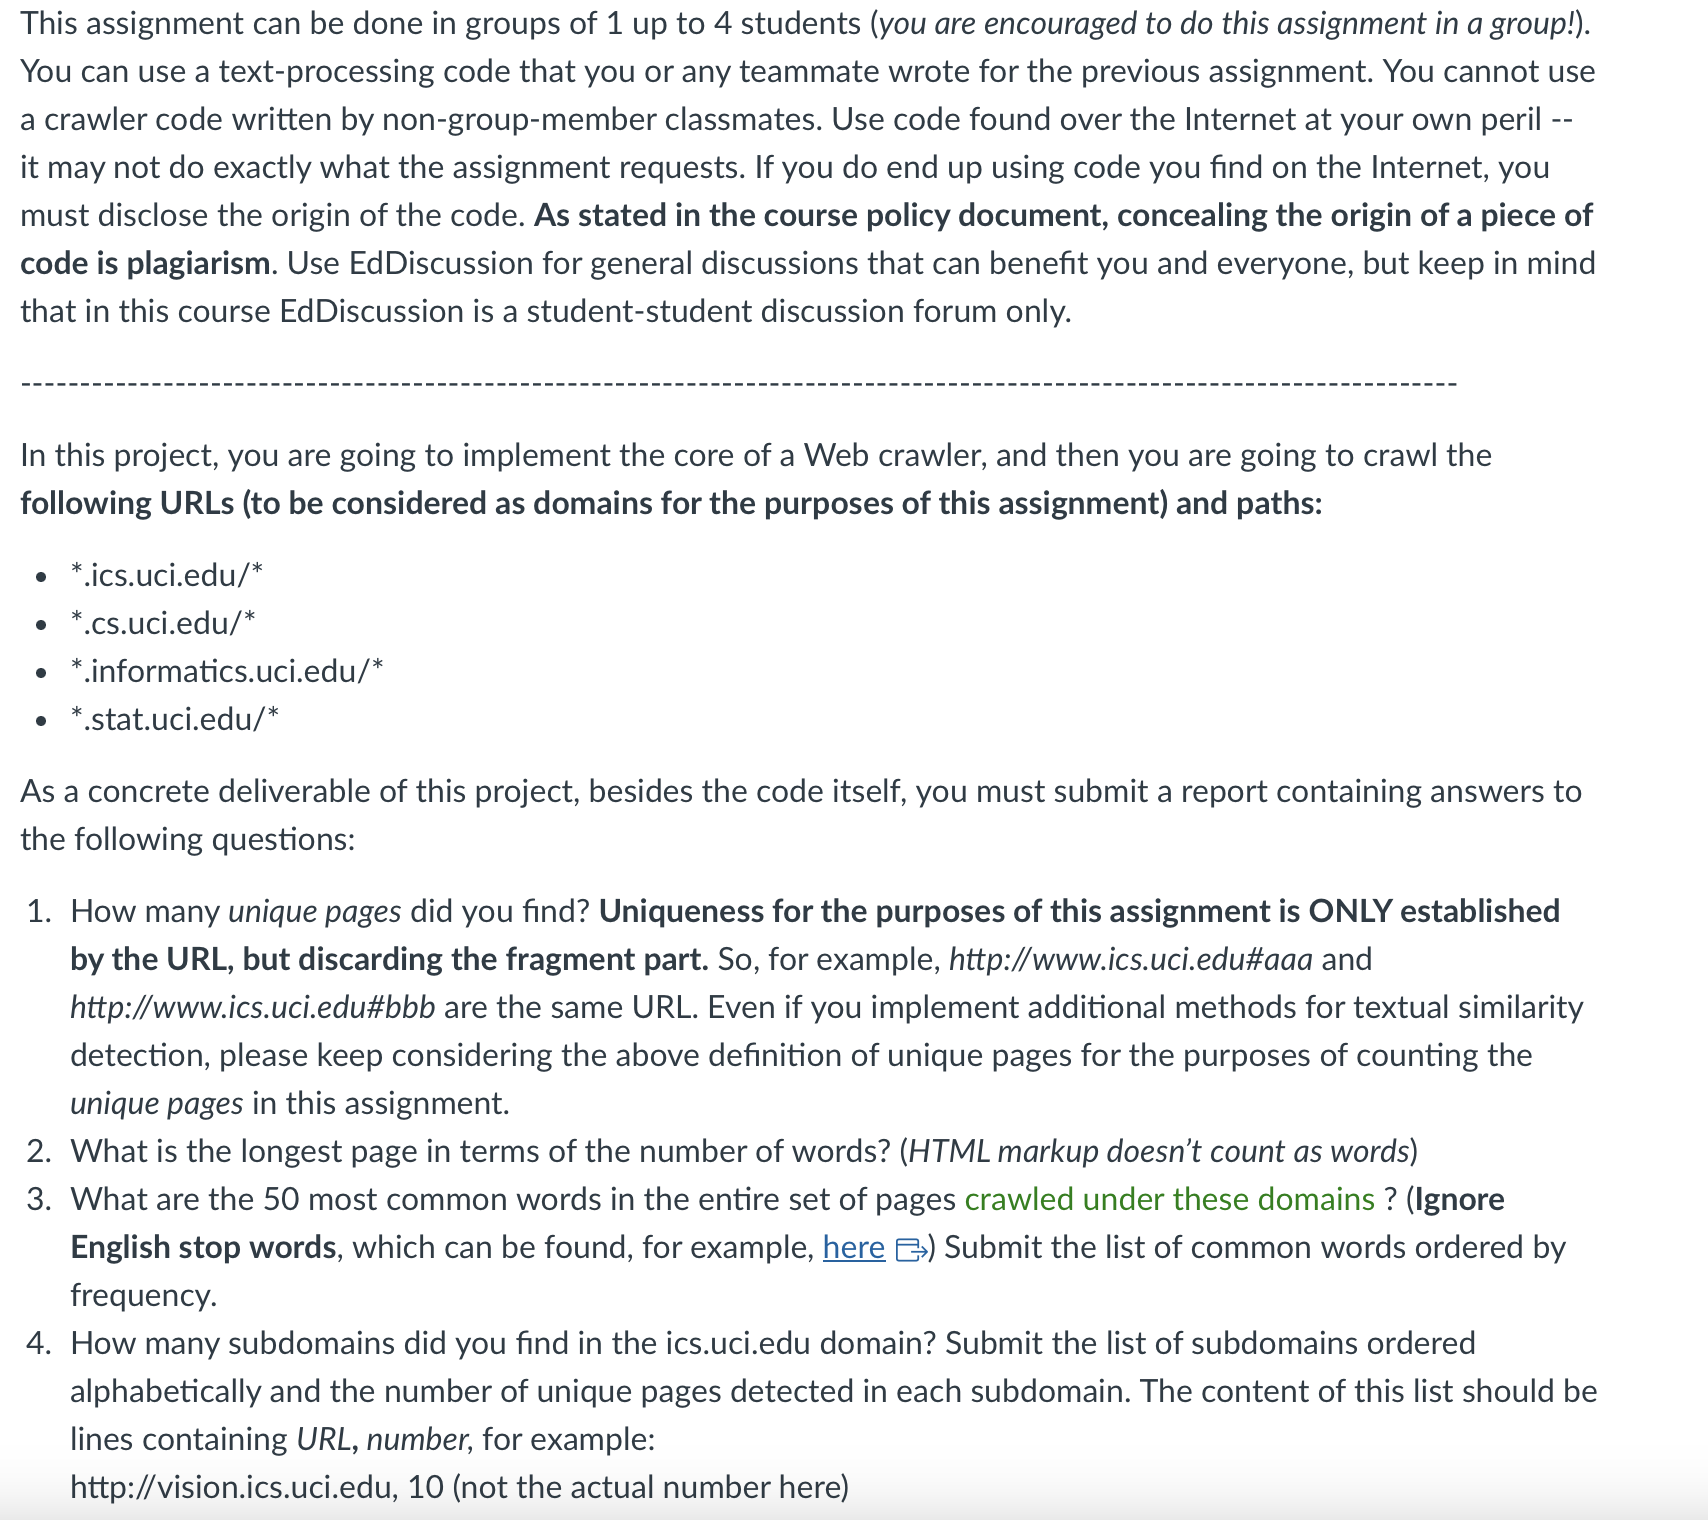 This assignment can be done in groups of 1 up to 4 students (you are encouraged to do this assignment in a group!).
You can use a text-processing code that you or any teammate wrote for the previous assignment. You cannot use
a crawler code written by non-group-member classmates. Use code found over the Internet at your own peril --
it may not do exactly what the assignment requests. If you do end up using code you find on the Internet, you
must disclose the origin of the code. As stated in the course policy document, concealing the origin of a piece of
code is plagiarism. Use EdDiscussion for general discussions that can benefit you and everyone, but keep in mind
that in this course EdDiscussion is a student-student discussion forum only.
------------------------------------------------------------------------------------------------------------------------
In this project, you are going to implement the core of a Web crawler, and then you are going to crawl the
following URLs (to be considered as domains for the purposes of this assignment) and paths:
• *.ics.uci.edu/*
• *.cs.uci.edu/*
• *.informatics.uci.edu/*
• *.stat.uci.edu/*
As a concrete deliverable of this project, besides the code itself, you must submit a report containing answers to
the following questions:
1. How many unique pages did you find? Uniqueness for the purposes of this assignment is ONLY established
by the URL, but discarding the fragment part. So, for example, http://www.ics.uci.edu#aaa and
http://www.ics.uci.edu#bbb are the same URL. Even if you implement additional methods for textual similarity
detection, please keep considering the above definition of unique pages for the purposes of counting the
unique pages in this assignment.
2. What is the longest page in terms of the number of words? (HTML markup doesn’t count as words)
3. What are the 50 most common words in the entire set of pages crawled under these domains ? (Ignore
English stop words, which can be found, for example, here ) Submit the list of common words ordered by
frequency.
4. How many subdomains did you find in the ics.uci.edu domain? Submit the list of subdomains ordered
alphabetically and the number of unique pages detected in each subdomain. The content of this list should be
lines containing URL, number, for example:
http://vision.ics.uci.edu, 10 (not the actual number here)